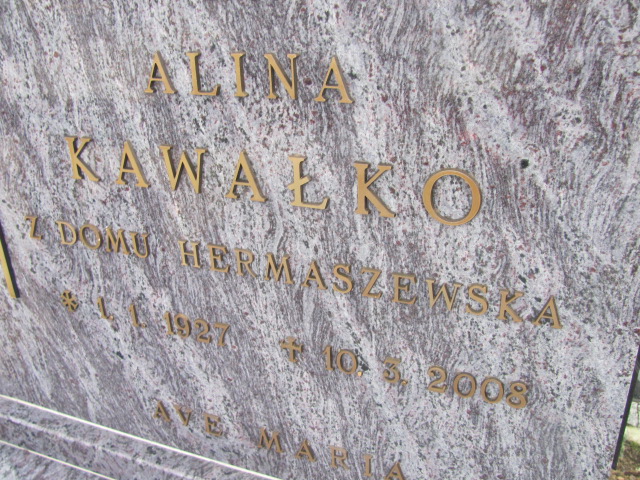 ALINA
KAWAŁKO
Z DOMU HERMASZEWSKA
* 1. 1. 1927 ✝ 10. 3. 2008
AVE MARIA